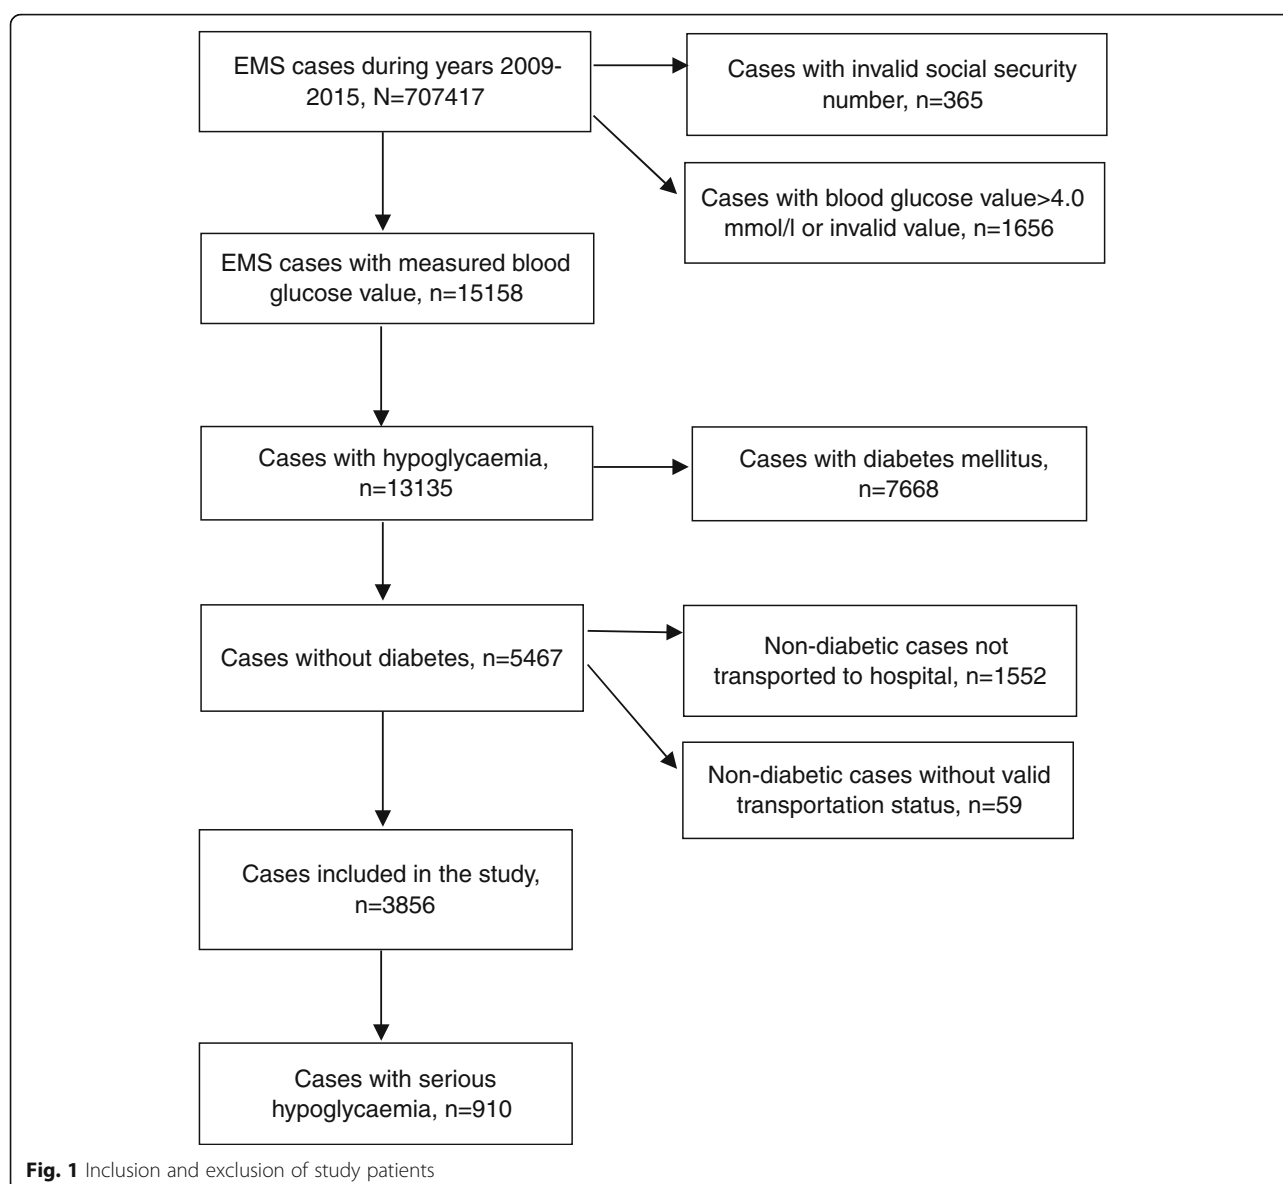 EMS cases during years 2009-
2015, N=707417
Cases with invalid social security
number, n=365
Cases with blood glucose value>4.0
mmol/l or invalid value, n=1656
EMS cases with measured blood
glucose value, n=15158
Cases with hypoglycaemia,
n=13135
Cases with diabetes mellitus,
n=7668
Cases without diabetes, n=5467
Non-diabetic cases not
transported to hospital, n=1552
Non-diabetic cases without valid
transportation status, n=59
Cases included in the study,
n=3856
Cases with serious
hypoglycaemia, n=910
Fig. 1 Inclusion and exclusion of study patients